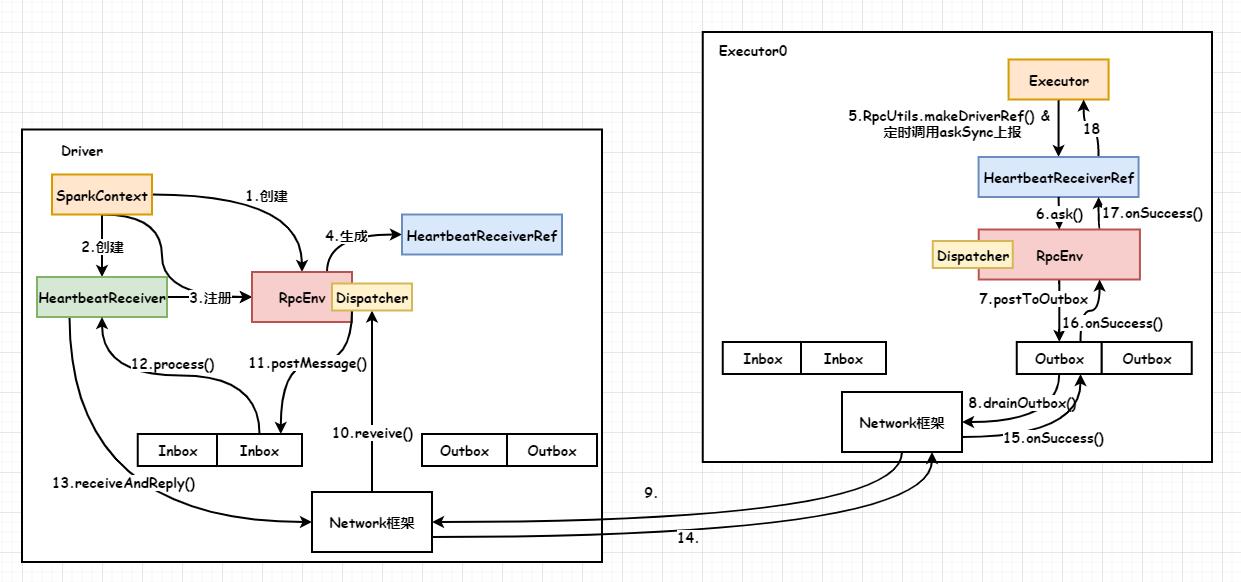 Executor0
Executor
5.RpcUtils.makeDriverRef() &
定时调用askSync上报
18
HeartbeatReceiverRef
6.ask()
17.onSuccess()
Dispatcher
RpcEnv
7.postToOutbox
16.onSuccess()
Inbox
Inbox
Outbox
Outbox
8.drainOutbox()
Network框架
15.onSuccess()
Driver
SparkContext
1.创建
2.创建
4.生成
HeartbeatReceiverRef
HeartbeatReceiver
3.注册
RpcEnv
Dispatcher
12.process()
11.postMessage()
10.reveive()
Inbox
Inbox
Outbox
Outbox
13.receiveAndReply()
Network框架
9.
14.